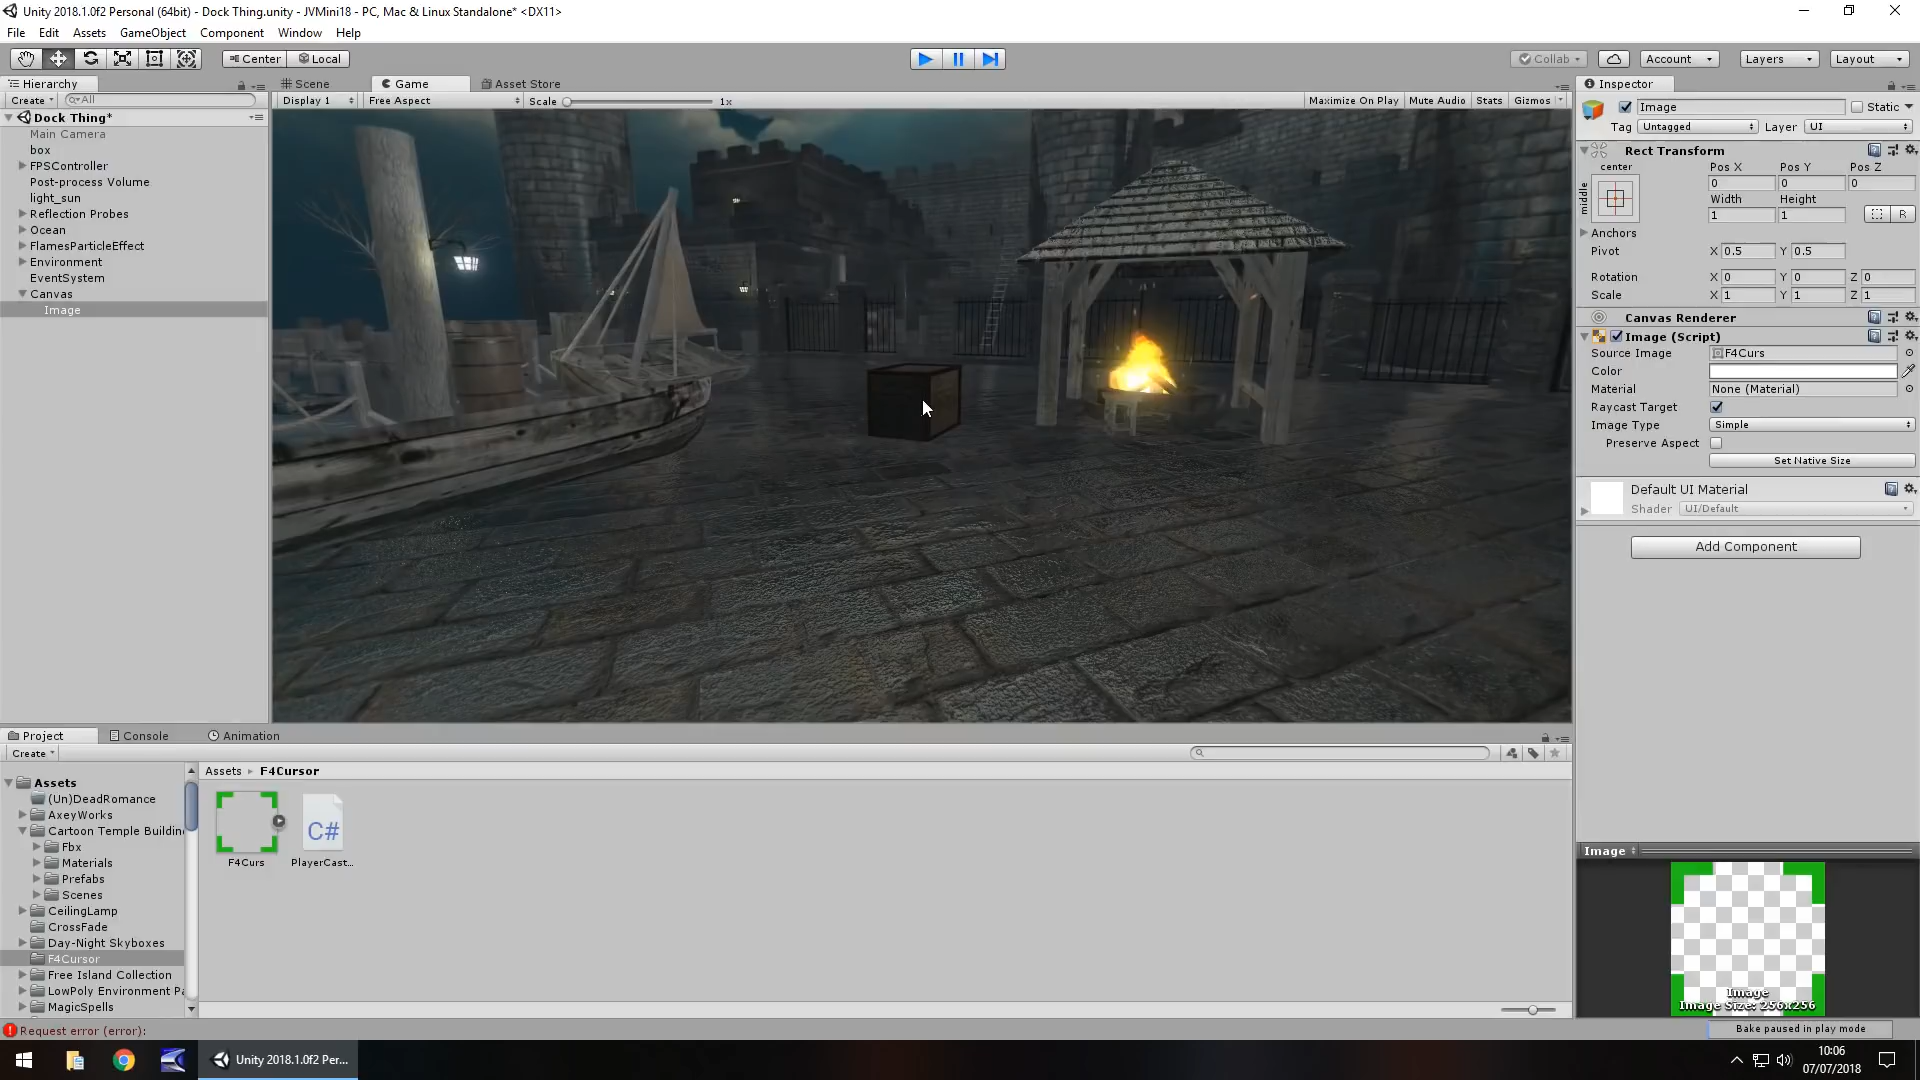 Unity 2018.1.0f2 Personal (64bit) - Dock Thing.unity - JVMini18 - PC, Mac & Linux Standalone* <DX11>
File Edit Assets GameObject Component Window Help
Center Local Collab Account Layers Layout
Hierarchy Scene Game Asset Store Inspector
Create All Display 1 Free Aspect Scale 1x Maximize On Play Mute Audio Stats Gizmos
Dock Thing*
Main Camera
box
FPSController
Post-process Volume
light_sun
Reflection Probes
Ocean
FlamesParticleEffect
Environment
EventSystem
Canvas
Image
Image Static
Tag Untagged Layer UI
Rect Transform
center Pos X Pos Y Pos Z
middle 0 0 0
Width Height
1 1 R
Anchors
Pivot X 0.5 Y 0.5
Rotation X 0 Y 0 Z 0
Scale X 1 Y 1 Z 1
Canvas Renderer
Image (Script)
Source Image F4Curs
Color
Material None (Material)
Raycast Target
Image Type Simple
Preserve Aspect
Set Native Size
Default UI Material
Shader UI/Default
Add Component
Project Console Animation
Create
Assets
(Un)DeadRomance
AxeyWorks
Cartoon Temple Building
Fbx
Materials
Prefabs
Scenes
CeilingLamp
CrossFade
Day-Night Skyboxes
F4Cursor
Free Island Collection
LowPoly Environment Pa
MagicSpells
Assets F4Cursor
C#
F4Curs PlayerCast...
Image
Image
Image Size: 256x256
Request error (error):
Bake paused in play mode
Unity 2018.1.0f2 Per...
10:06
07/07/2018